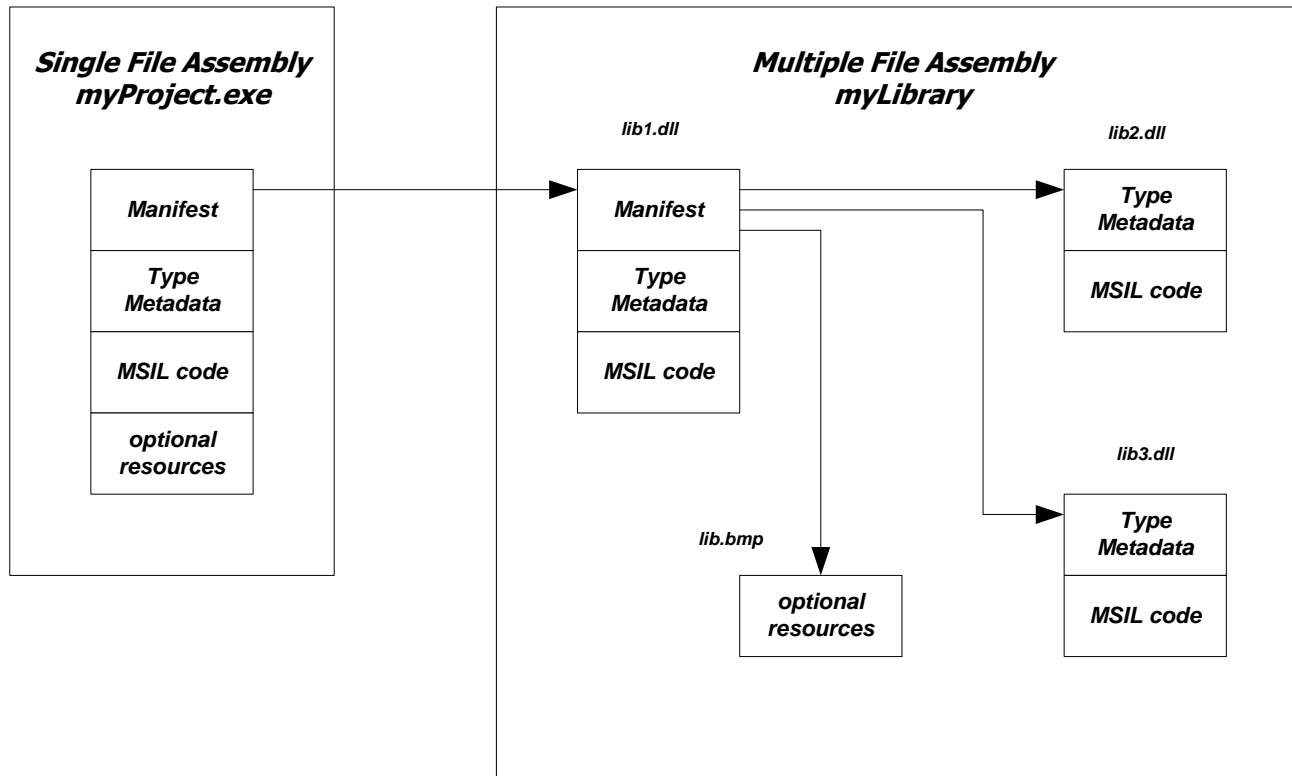 Single File Assembly
myProject.exe
Manifest
Type
Metadata
MSIL code
optional
resources
Multiple File Assembly
myLibrary
lib1.dll
Manifest
Type
Metadata
MSIL code
lib2.dll
Type
Metadata
MSIL code
lib3.dll
Type
Metadata
MSIL code
lib.bmp
optional
resources